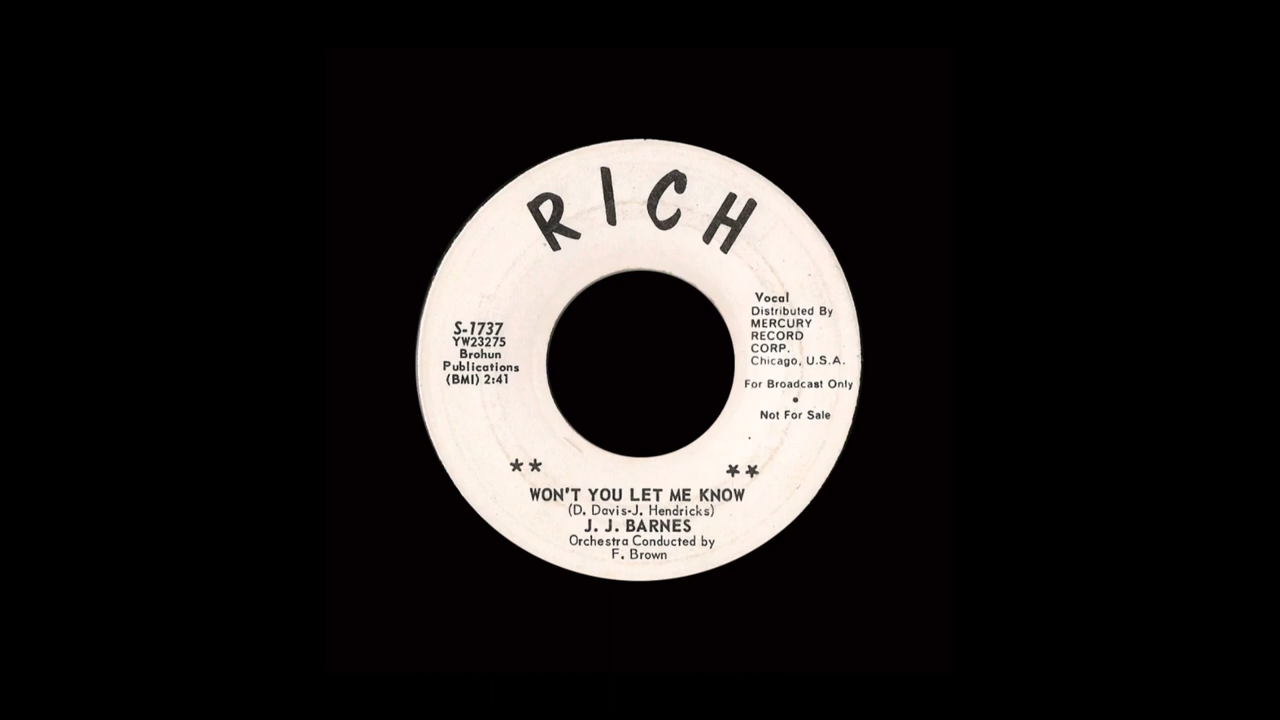 RICH
S-1737
YW23275
Brohun
Publications
(BMI) 2:41
Vocal
Distributed By
MERCURY
RECORD
CORP.
Chicago, U.S.A.
For Broadcast Only
•
Not For Sale
** **
WON'T YOU LET ME KNOW
(D. Davis-J. Hendricks)
J. J. BARNES
Orchestra Conducted by
F. Brown